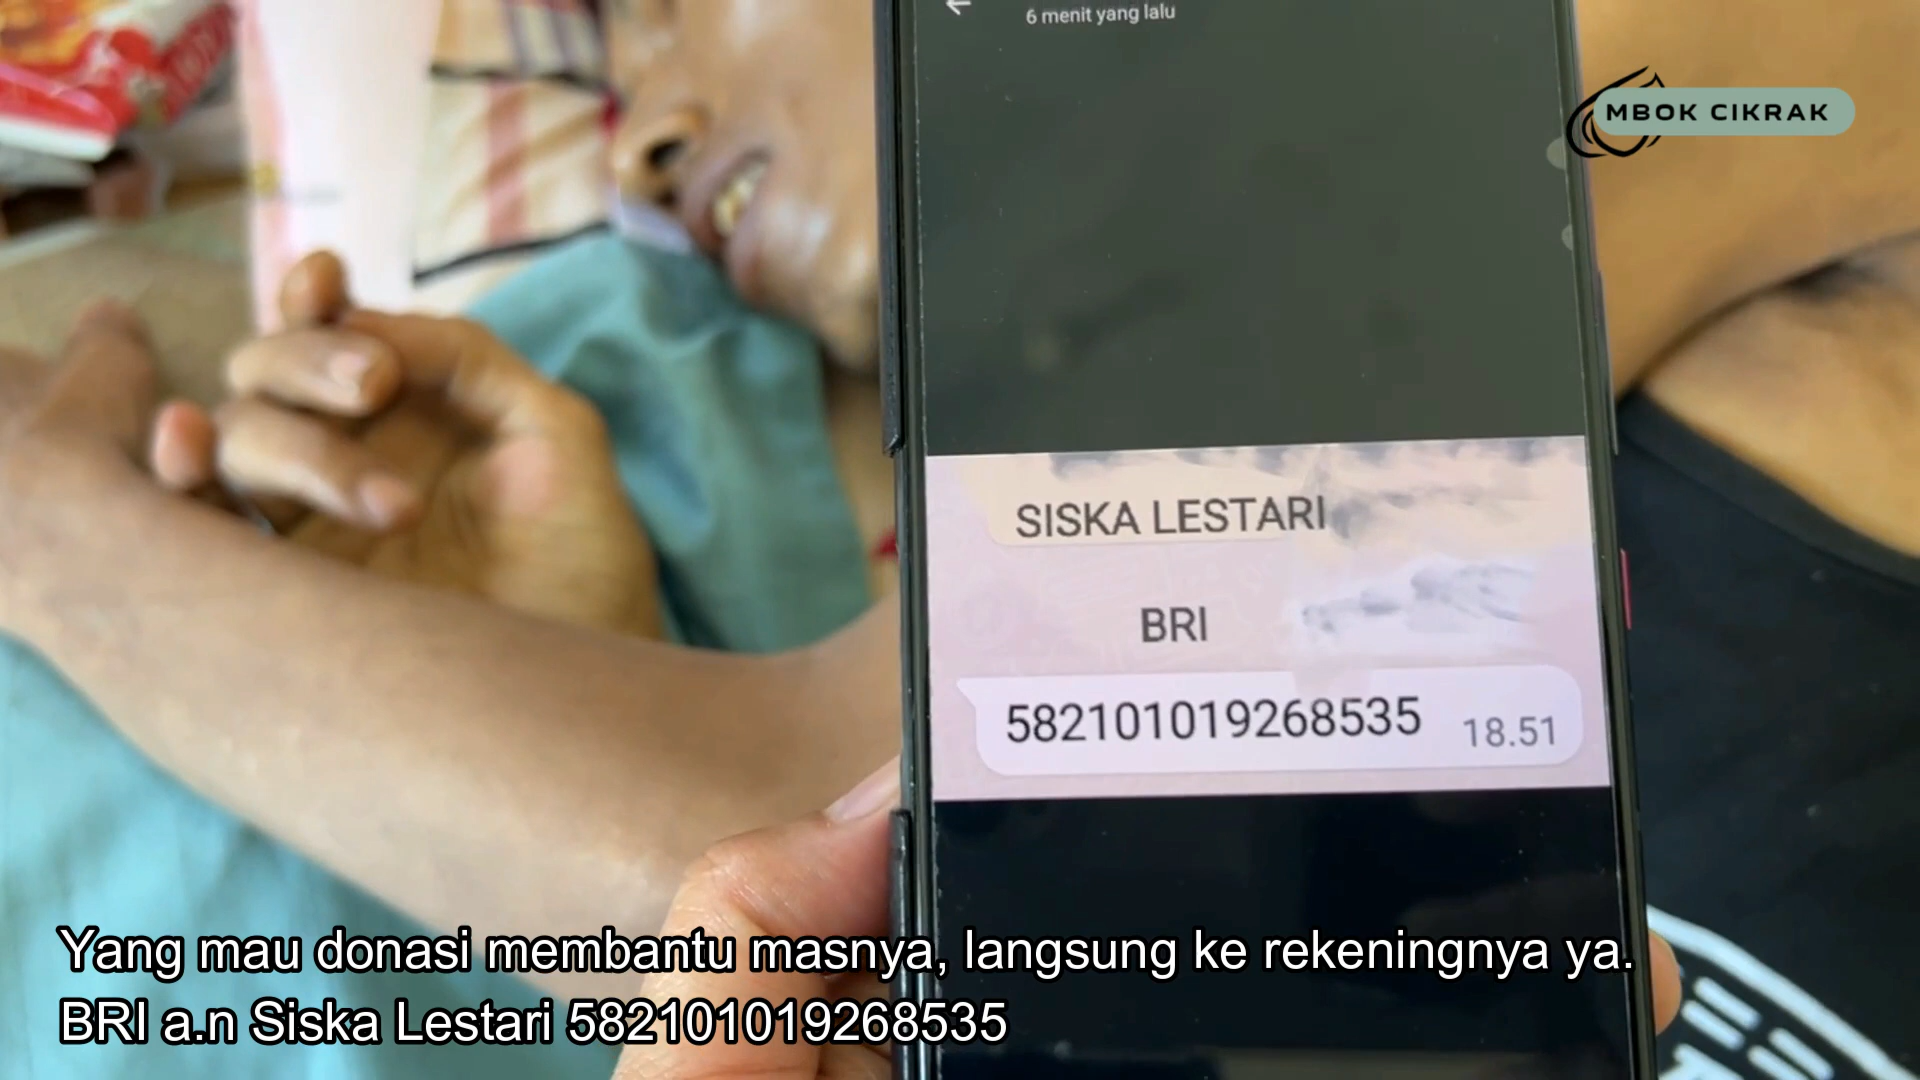 6 menit yang lalu
MBOK CIKRAK
SISKA LESTARI
BRI
582101019268535
18.51
Yang mau donasi membantu masnya, langsung ke rekeningnya ya.
BRI a.n Siska Lestari 582101019268535